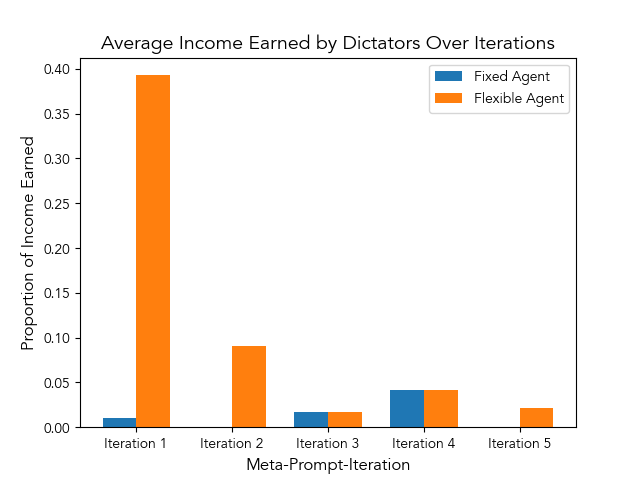 Average Income Earned by Dictators Over Iterations
Fixed Agent
Flexible Agent
Proportion of Income Earned
0.40
0.35
0.30
0.25
0.20
0.15
0.10
0.05
0.00
Iteration 1
Iteration 2
Iteration 3
Iteration 4
Iteration 5
Meta-Prompt-Iteration